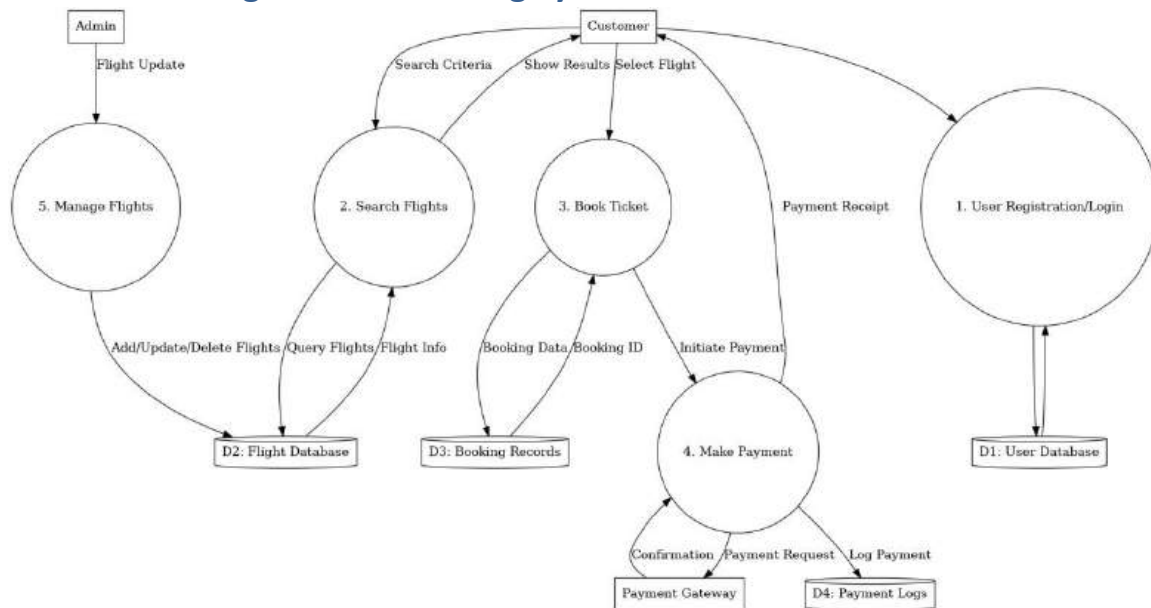 Admin
Customer
Flight Update
Search Criteria
Show Results
Select Flight
5. Manage Flights
2. Search Flights
3. Book Ticket
Payment Receipt
1. User Registration/Login
Add/Update/Delete Flights
Query Flights
Flight Info
Booking Data
Booking ID
Initiate Payment
D2: Flight Database
D3: Booking Records
4. Make Payment
D1: User Database
Confirmation
Payment Request
Log Payment
Payment Gateway
D4: Payment Logs